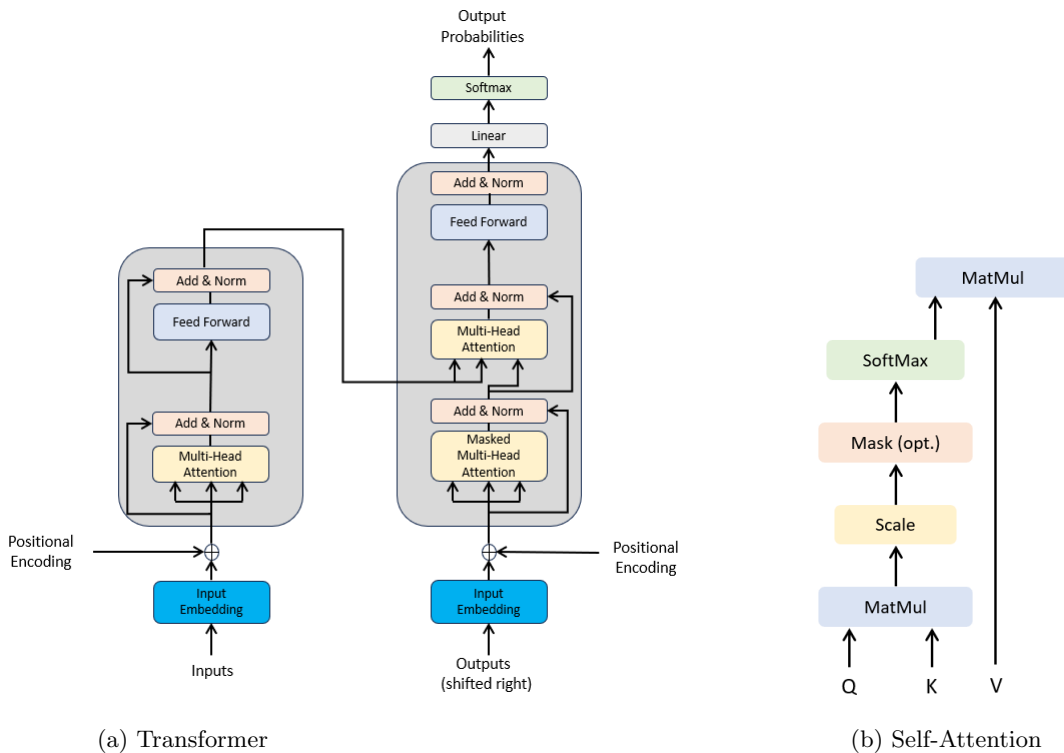 Output
Probabilities
Softmax
Linear
Add & Norm
Feed Forward
Add & Norm
Multi-Head
Attention
Add & Norm
Masked
Multi-Head
Attention
Positional
Encoding
Input
Embedding
Outputs
(shifted right)
Add & Norm
Feed Forward
Add & Norm
Multi-Head
Attention
Positional
Encoding
Input
Embedding
Inputs
(a) Transformer
MatMul
SoftMax
Mask (opt.)
Scale
MatMul
Q K V
(b) Self-Attention